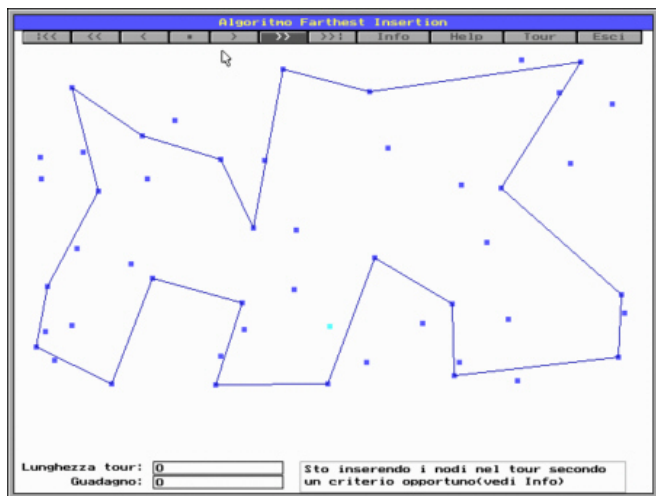 Algoritmo Farthest Insertion
:<< << < ▪ > >> >>: Info Help Tour Esci
Lunghezza tour: 0
Guadagno: 0
Sto inserendo i nodi nel tour secondo
un criterio opportuno(vedi Info)